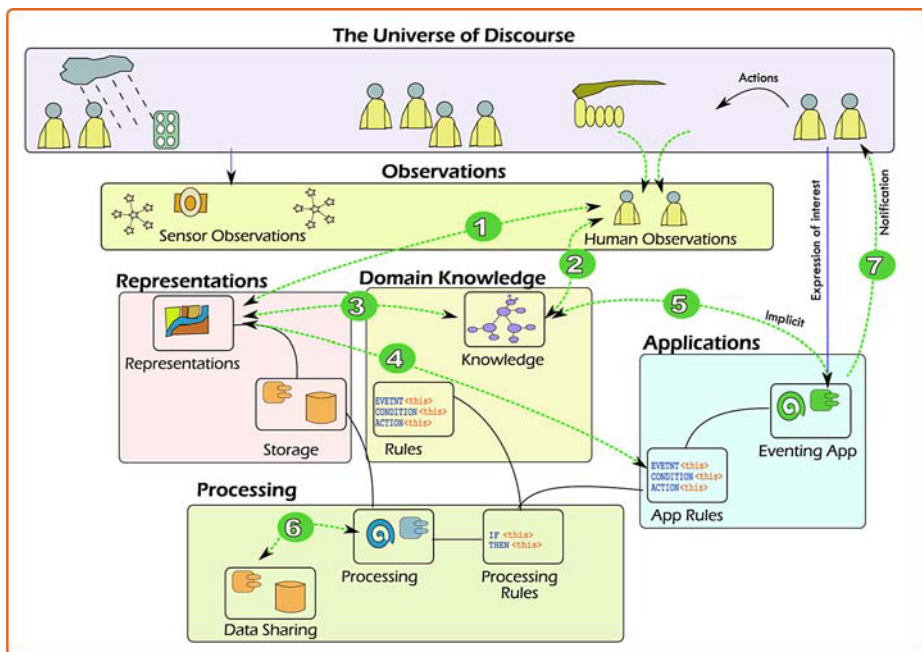 The Universe of Discourse
Actions
Observations
Sensor Observations
Human Observations
1
2
Expression of interest
Notification
7
Representations
Domain Knowledge
3
5
Implicit
Representations
Knowledge
4
Applications
EVETNT <this>
CONDITION <this>
ACTION <this>
Storage
Rules
Eventing App
EVETNT <this>
CONDITION <this>
ACTION <this>
App Rules
Processing
6
IF <this>
THEN <this>
Processing
Processing
Rules
Data Sharing